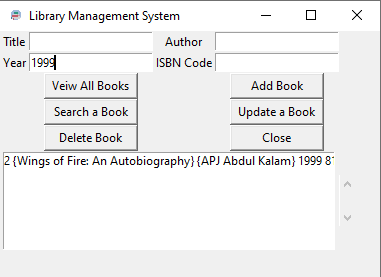 Library Management System
Title Author
Year 1999 ISBN Code
Veiw All Books Add Book
Search a Book Update a Book
Delete Book Close
2 {Wings of Fire: An Autobiography} {APJ Abdul Kalam} 1999